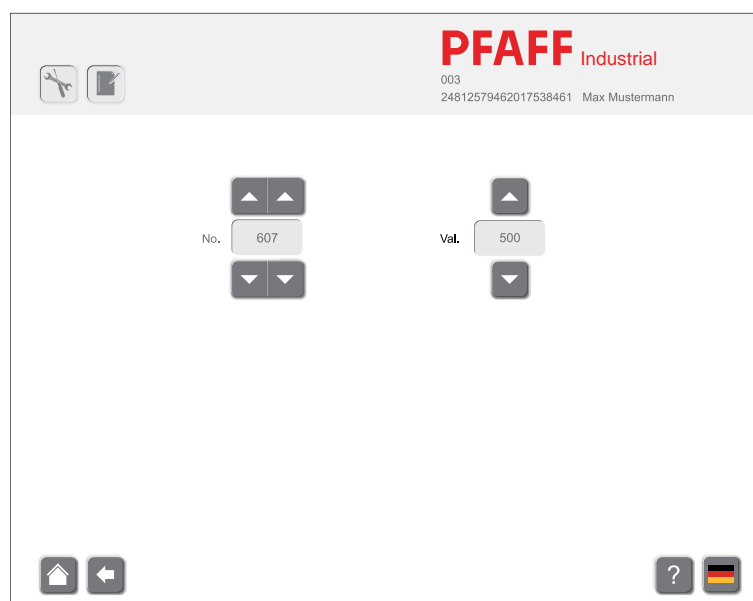 PFAFF Industrial
003
24812579462017538461 Max Mustermann
No. 607
Val. 500
?